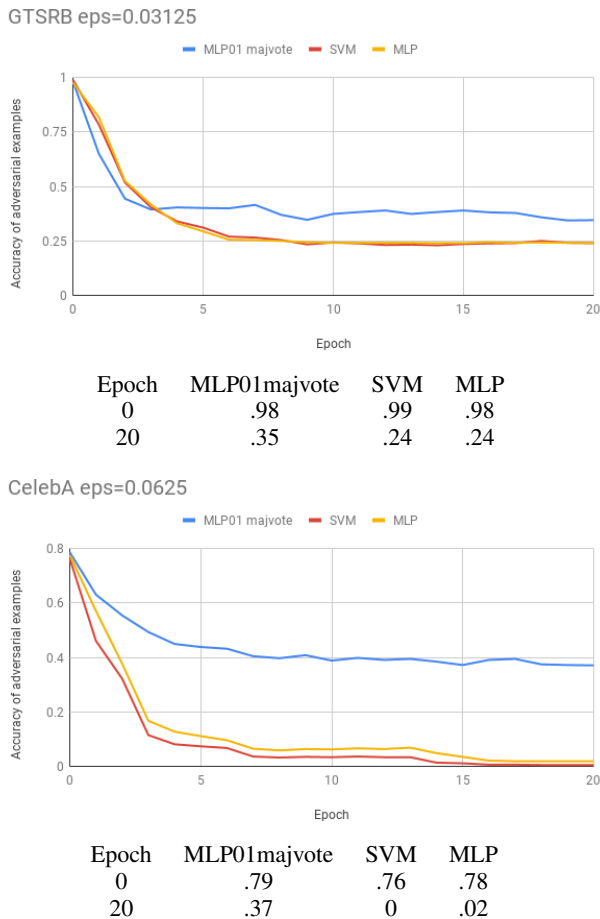 GTSRB eps=0.03125
MLP01 majvote SVM MLP
Accuracy of adversarial examples
1
0.75
0.5
0.25
0
0 5 10 15 20
Epoch
Epoch MLP01majvote SVM MLP
0 .98 .99 .98
20 .35 .24 .24
CelebA eps=0.0625
MLP01 majvote SVM MLP
Accuracy of adversarial examples
0.8
0.6
0.4
0.2
0
0 5 10 15 20
Epoch
Epoch MLP01majvote SVM MLP
0 .79 .76 .78
20 .37 0 .02